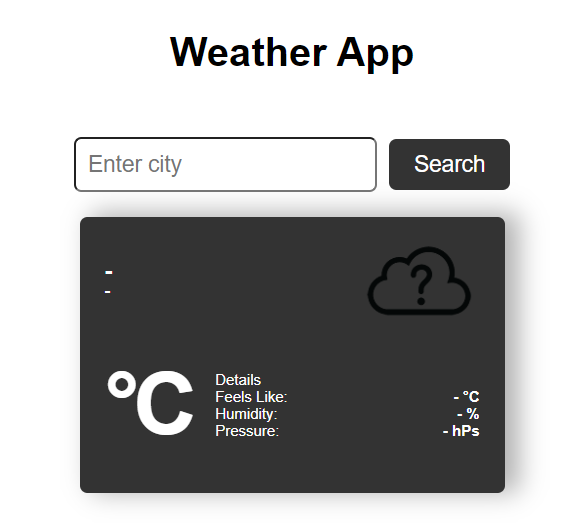 Weather App
Enter city
Search
-
-
?
°C
Details
Feels Like: - °C
Humidity: - %
Pressure: - hPs